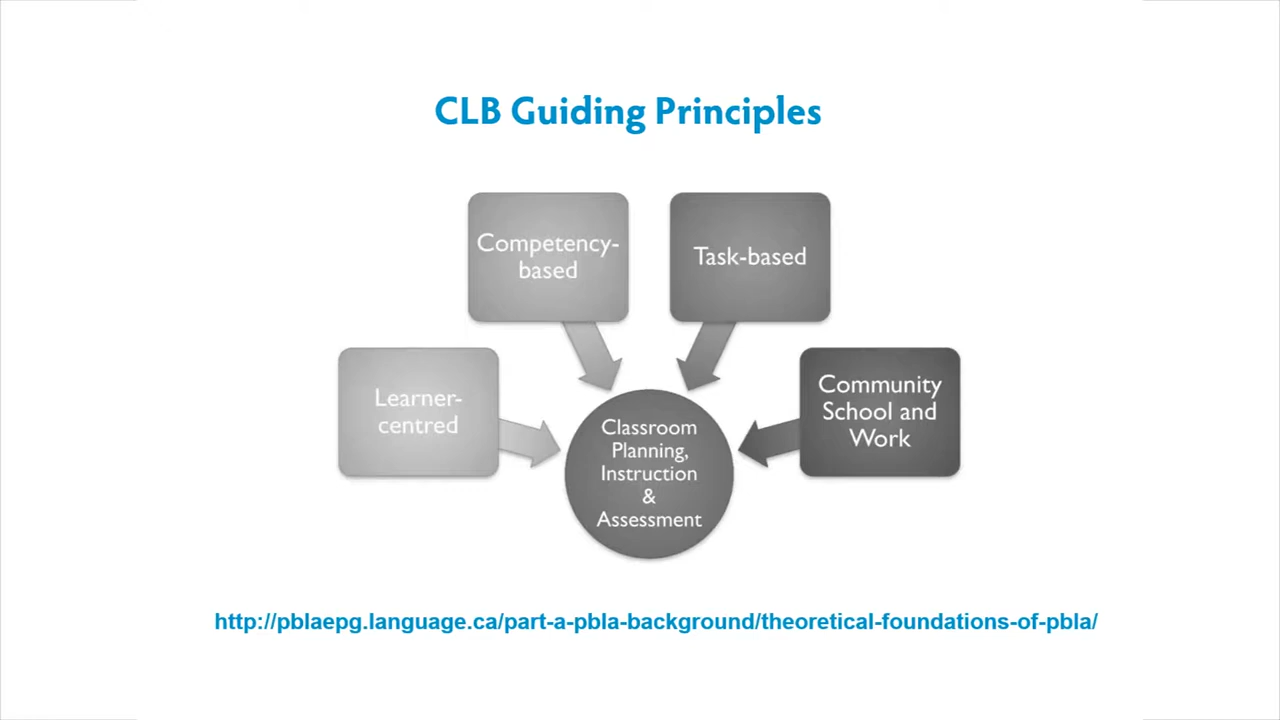 CLB Guiding Principles
Competency-
based
Task-based
Learner-
centred
Community
School and
Work
Classroom
Planning,
Instruction
&
Assessment
http://pblaepg.language.ca/part-a-pbla-background/theoretical-foundations-of-pbla/